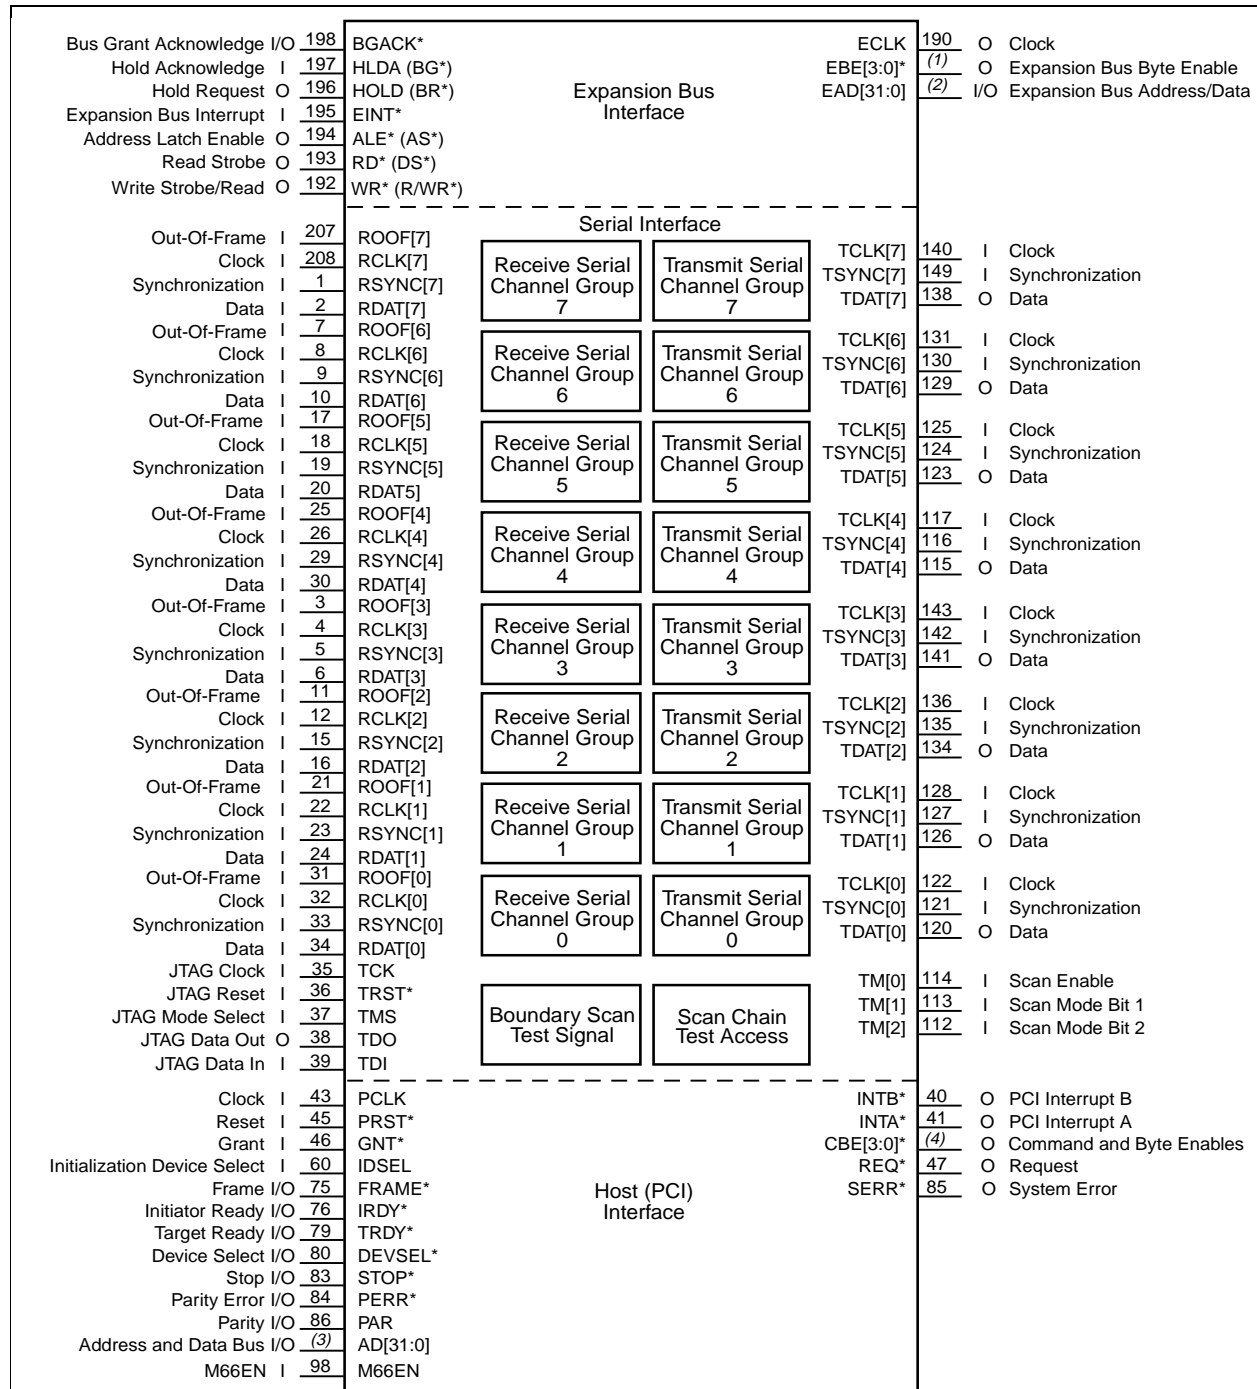 Bus Grant Acknowledge I/O 198 BGACK* ECLK 190 O Clock
Hold Acknowledge I 197 HLDA (BG*) EBE[3:0]* (1) O Expansion Bus Byte Enable
Hold Request O 196 HOLD (BR*) Expansion Bus EAD[31:0] (2) I/O Expansion Bus Address/Data
Expansion Bus Interrupt I 195 EINT* Interface
Address Latch Enable O 194 ALE* (AS*)
Read Strobe O 193 RD* (DS*)
Write Strobe/Read O 192 WR* (R/WR*)
Serial Interface
Out-Of-Frame I 207 ROOF[7] TCLK[7] 140 I Clock
Clock I 208 RCLK[7] Receive Serial Transmit Serial TSYNC[7] 149 I Synchronization
Synchronization I 1 RSYNC[7] Channel Group Channel Group TDAT[7] 138 O Data
Data I 2 RDAT[7] 7 7
Out-Of-Frame I 7 ROOF[6] TCLK[6] 131 I Clock
Clock I 8 RCLK[6] Receive Serial Transmit Serial TSYNC[6] 130 I Synchronization
Synchronization I 9 RSYNC[6] Channel Group Channel Group TDAT[6] 129 O Data
Data I 10 RDAT[6] 6 6
Out-Of-Frame I 17 ROOF[5] TCLK[5] 125 I Clock
Clock I 18 RCLK[5] Receive Serial Transmit Serial TSYNC[5] 124 I Synchronization
Synchronization I 19 RSYNC[5] Channel Group Channel Group TDAT[5] 123 O Data
Data I 20 RDAT5] 5 5
Out-Of-Frame I 25 ROOF[4] TCLK[4] 117 I Clock
Clock I 26 RCLK[4] Receive Serial Transmit Serial TSYNC[4] 116 I Synchronization
Synchronization I 29 RSYNC[4] Channel Group Channel Group TDAT[4] 115 O Data
Data I 30 RDAT[4] 4 4
Out-Of-Frame I 3 ROOF[3] TCLK[3] 143 I Clock
Clock I 4 RCLK[3] Receive Serial Transmit Serial TSYNC[3] 142 I Synchronization
Synchronization I 5 RSYNC[3] Channel Group Channel Group TDAT[3] 141 O Data
Data I 6 RDAT[3] 3 3
Out-Of-Frame I 11 ROOF[2] TCLK[2] 136 I Clock
Clock I 12 RCLK[2] Receive Serial Transmit Serial TSYNC[2] 135 I Synchronization
Synchronization I 15 RSYNC[2] Channel Group Channel Group TDAT[2] 134 O Data
Data I 16 RDAT[2] 2 2
Out-Of-Frame I 21 ROOF[1] TCLK[1] 128 I Clock
Clock I 22 RCLK[1] Receive Serial Transmit Serial TSYNC[1] 127 I Synchronization
Synchronization I 23 RSYNC[1] Channel Group Channel Group TDAT[1] 126 O Data
Data I 24 RDAT[1] 1 1
Out-Of-Frame I 31 ROOF[0] TCLK[0] 122 I Clock
Clock I 32 RCLK[0] Receive Serial Transmit Serial TSYNC[0] 121 I Synchronization
Synchronization I 33 RSYNC[0] Channel Group Channel Group TDAT[0] 120 O Data
Data I 34 RDAT[0] 0 0
JTAG Clock I 35 TCK TM[0] 114 I Scan Enable
JTAG Reset I 36 TRST* TM[1] 113 I Scan Mode Bit 1
JTAG Mode Select I 37 TMS Boundary Scan Scan Chain TM[2] 112 I Scan Mode Bit 2
JTAG Data Out O 38 TDO Test Signal Test Access
JTAG Data In I 39 TDI
Clock I 43 PCLK INTB* 40 O PCI Interrupt B
Reset I 45 PRST* INTA* 41 O PCI Interrupt A
Grant I 46 GNT* CBE[3:0]* (4) O Command and Byte Enables
Initialization Device Select I 60 IDSEL REQ* 47 O Request
Frame I/O 75 FRAME* Host (PCI) SERR* 85 O System Error
Initiator Ready I/O 76 IRDY* Interface
Target Ready I/O 79 TRDY*
Device Select I/O 80 DEVSEL*
Stop I/O 83 STOP*
Parity Error I/O 84 PERR*
Parity I/O 86 PAR
Address and Data Bus I/O (3) AD[31:0]
M66EN I 98 M66EN